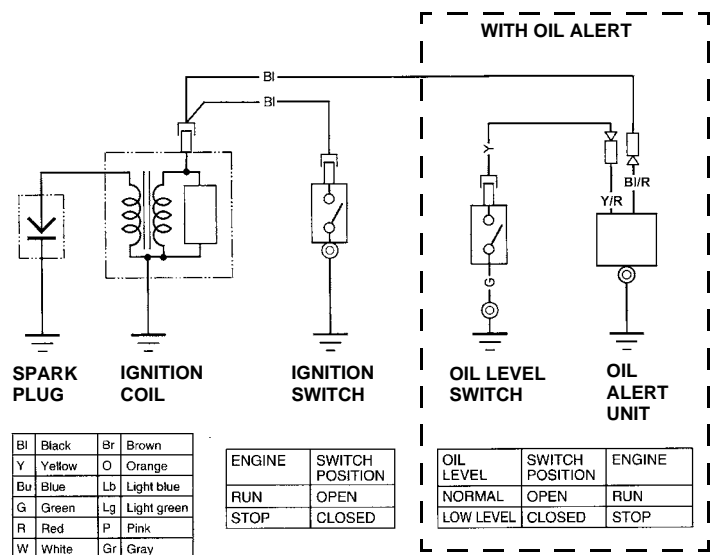 WITH OIL ALERT
Bl
Bl
Y
Bl/R
Y/R
G
SPARK PLUG
IGNITION COIL
IGNITION SWITCH
OIL LEVEL SWITCH
OIL ALERT UNIT
Bl Black Br Brown
Y Yellow O Orange
Bu Blue Lb Light blue
G Green Lg Light green
R Red P Pink
W White Gr Gray
ENGINE SWITCH POSITION
RUN OPEN
STOP CLOSED
OIL LEVEL SWITCH POSITION ENGINE
NORMAL OPEN RUN
LOW LEVEL CLOSED STOP